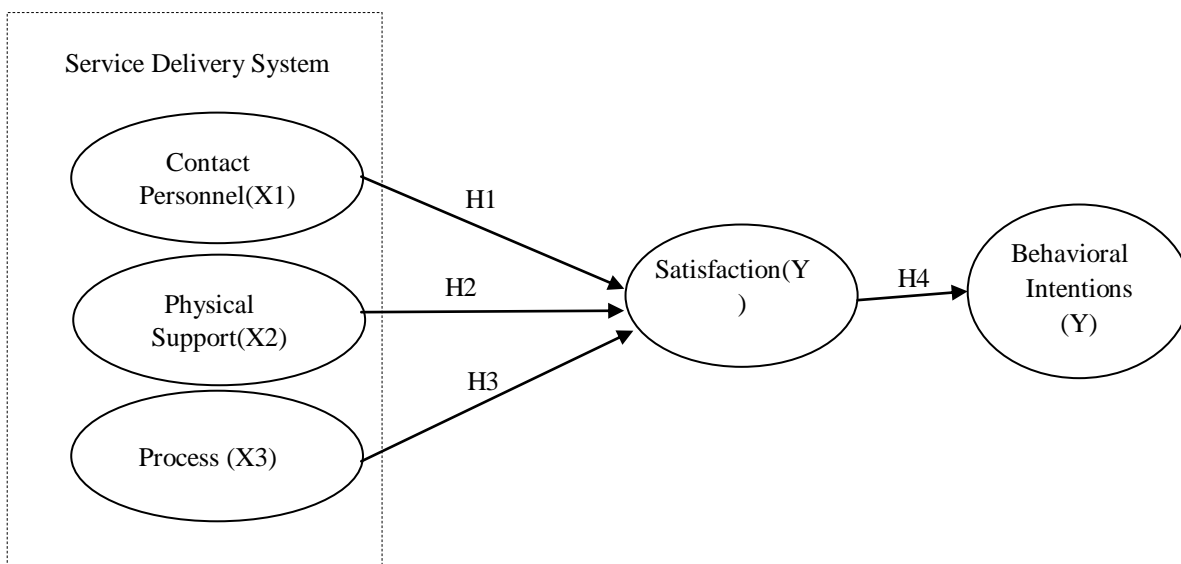 Service Delivery System
Contact
Personnel(X1)
H1
Physical
Support(X2)
H2
Process (X3)
H3
Satisfaction(Y
)
H4
Behavioral
Intentions
(Y)